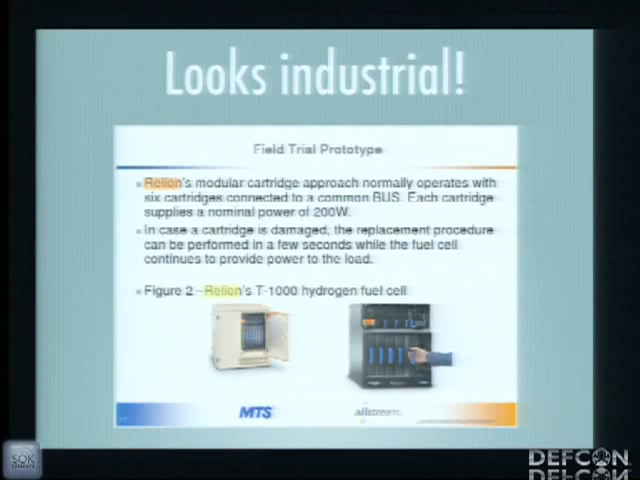 Looks industrial!
Field Trial Prototype
Relion's modular cartridge approach normally operates with
six cartridges connected to a common BUS. Each cartridge
supplies a nominal power of 200W.
In case a cartridge is damaged, the replacement procedure
can be performed in a few seconds while the fuel cell
continues to provide power to the load.
Figure 2 - Relion's T-1000 hydrogen fuel cell
MTS
allstream
SOK
DEFCON